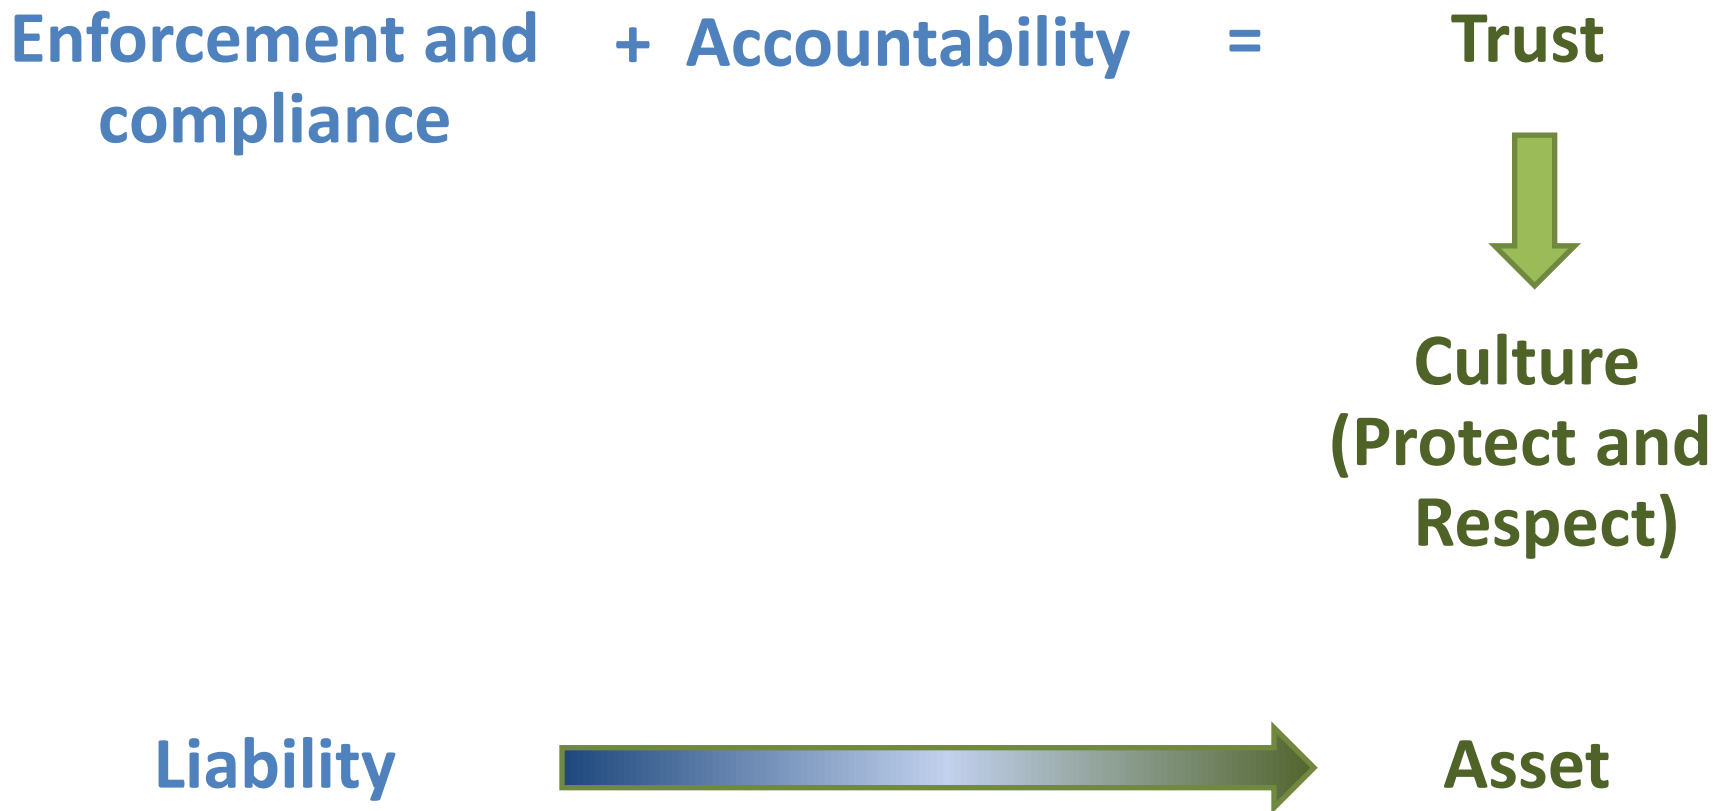 Enforcement and + Accountability = Trust
compliance
Culture
(Protect and
Respect)
Liability Asset